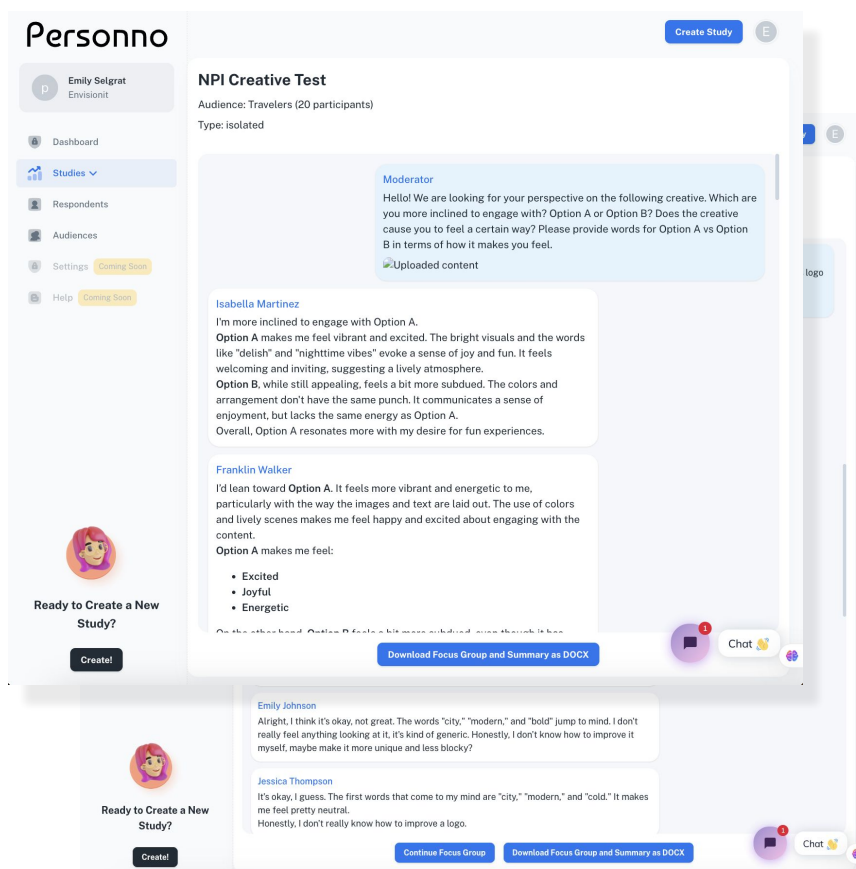 Personno
Create Study
E
p
Emily Selgrat
Envisionit
Dashboard
Studies
Respondents
Audiences
Settings Coming Soon
Help Coming Soon
Ready to Create a New
Study?
Create!
NPI Creative Test
Audience: Travelers (20 participants)
Type: isolated
Moderator
Hello! We are looking for your perspective on the following creative. Which are
you more inclined to engage with? Option A or Option B? Does the creative
cause you to feel a certain way? Please provide words for Option A vs Option
B in terms of how it makes you feel.
Uploaded content
Isabella Martinez
I'm more inclined to engage with Option A.
Option A makes me feel vibrant and excited. The bright visuals and the words
like "delish" and "nighttime vibes" evoke a sense of joy and fun. It feels
welcoming and inviting, suggesting a lively atmosphere.
Option B, while still appealing, feels a bit more subdued. The colors and
arrangement don't have the same punch. It communicates a sense of
enjoyment, but lacks the same energy as Option A.
Overall, Option A resonates more with my desire for fun experiences.
Franklin Walker
I'd lean toward Option A. It feels more vibrant and energetic to me,
particularly with the way the images and text are laid out. The use of colors
and lively scenes makes me feel happy and excited about engaging with the
content.
Option A makes me feel:
• Excited
• Joyful
• Energetic
On the other hand, Option B feels a bit more subdued, even though it has
Download Focus Group and Summary as DOCX
1
Chat 👋
E
logo
Emily Johnson
Alright, I think it's okay, not great. The words "city," "modern," and "bold" jump to mind. I don't
really feel anything looking at it, it's kind of generic. Honestly, I don't know how to improve it
myself, maybe make it more unique and less blocky?
Jessica Thompson
It's okay, I guess. The first words that come to my mind are "city," "modern," and "cold." It makes
me feel pretty neutral.
Honestly, I don't really know how to improve a logo.
Ready to Create a New
Study?
Create!
Continue Focus Group
Download Focus Group and Summary as DOCX
1
Chat 👋